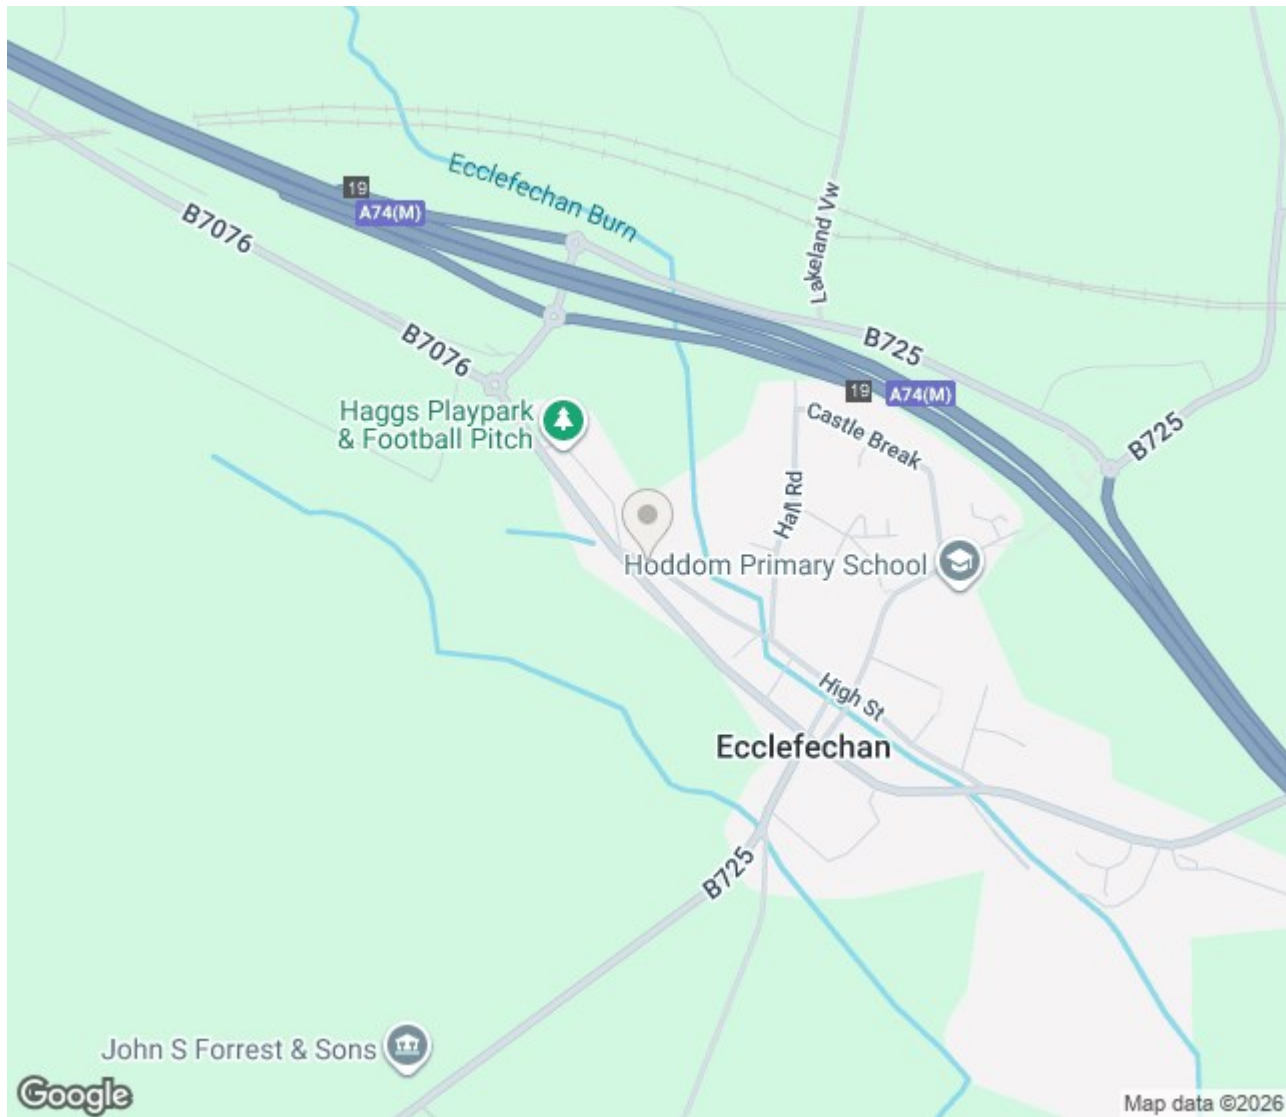 Ecclefechan Burn
19
A74(M)
B7076
Lakeland Vw
B725
B7076
19
A74(M)
Haggs Playpark
& Football Pitch
Castle Break
B725
Hall Rd
Hoddom Primary School
High St
Ecclefechan
B725
John S Forrest & Sons
Google
Map data ©2026